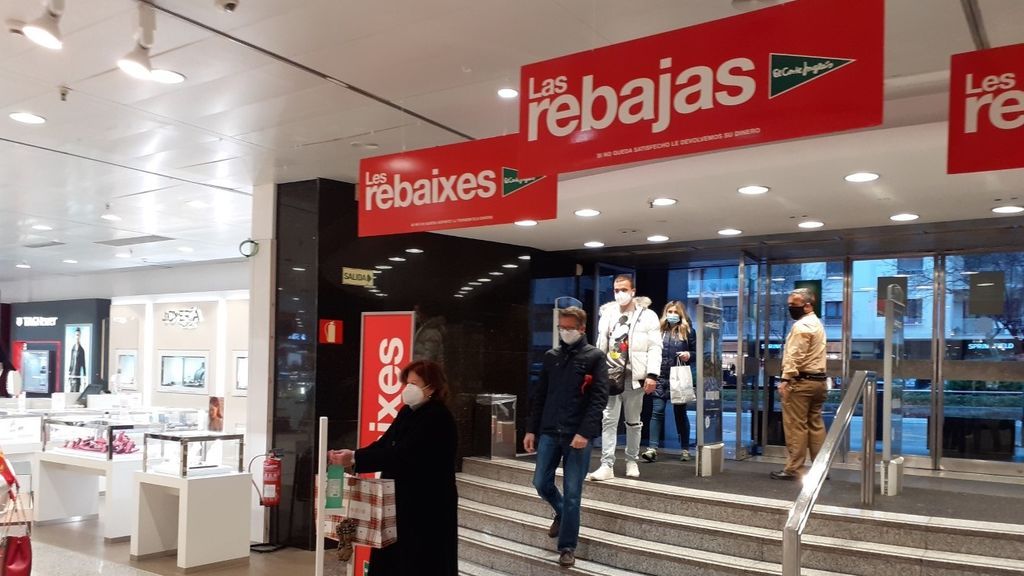 Las
rebajas
El Corte Inglés
SI NO QUEDA SATISFECHO LE DEVOLVEMOS SU DINERO
Les
rebaixes
El Corte Inglés
Les
re
SALIDA
ixes